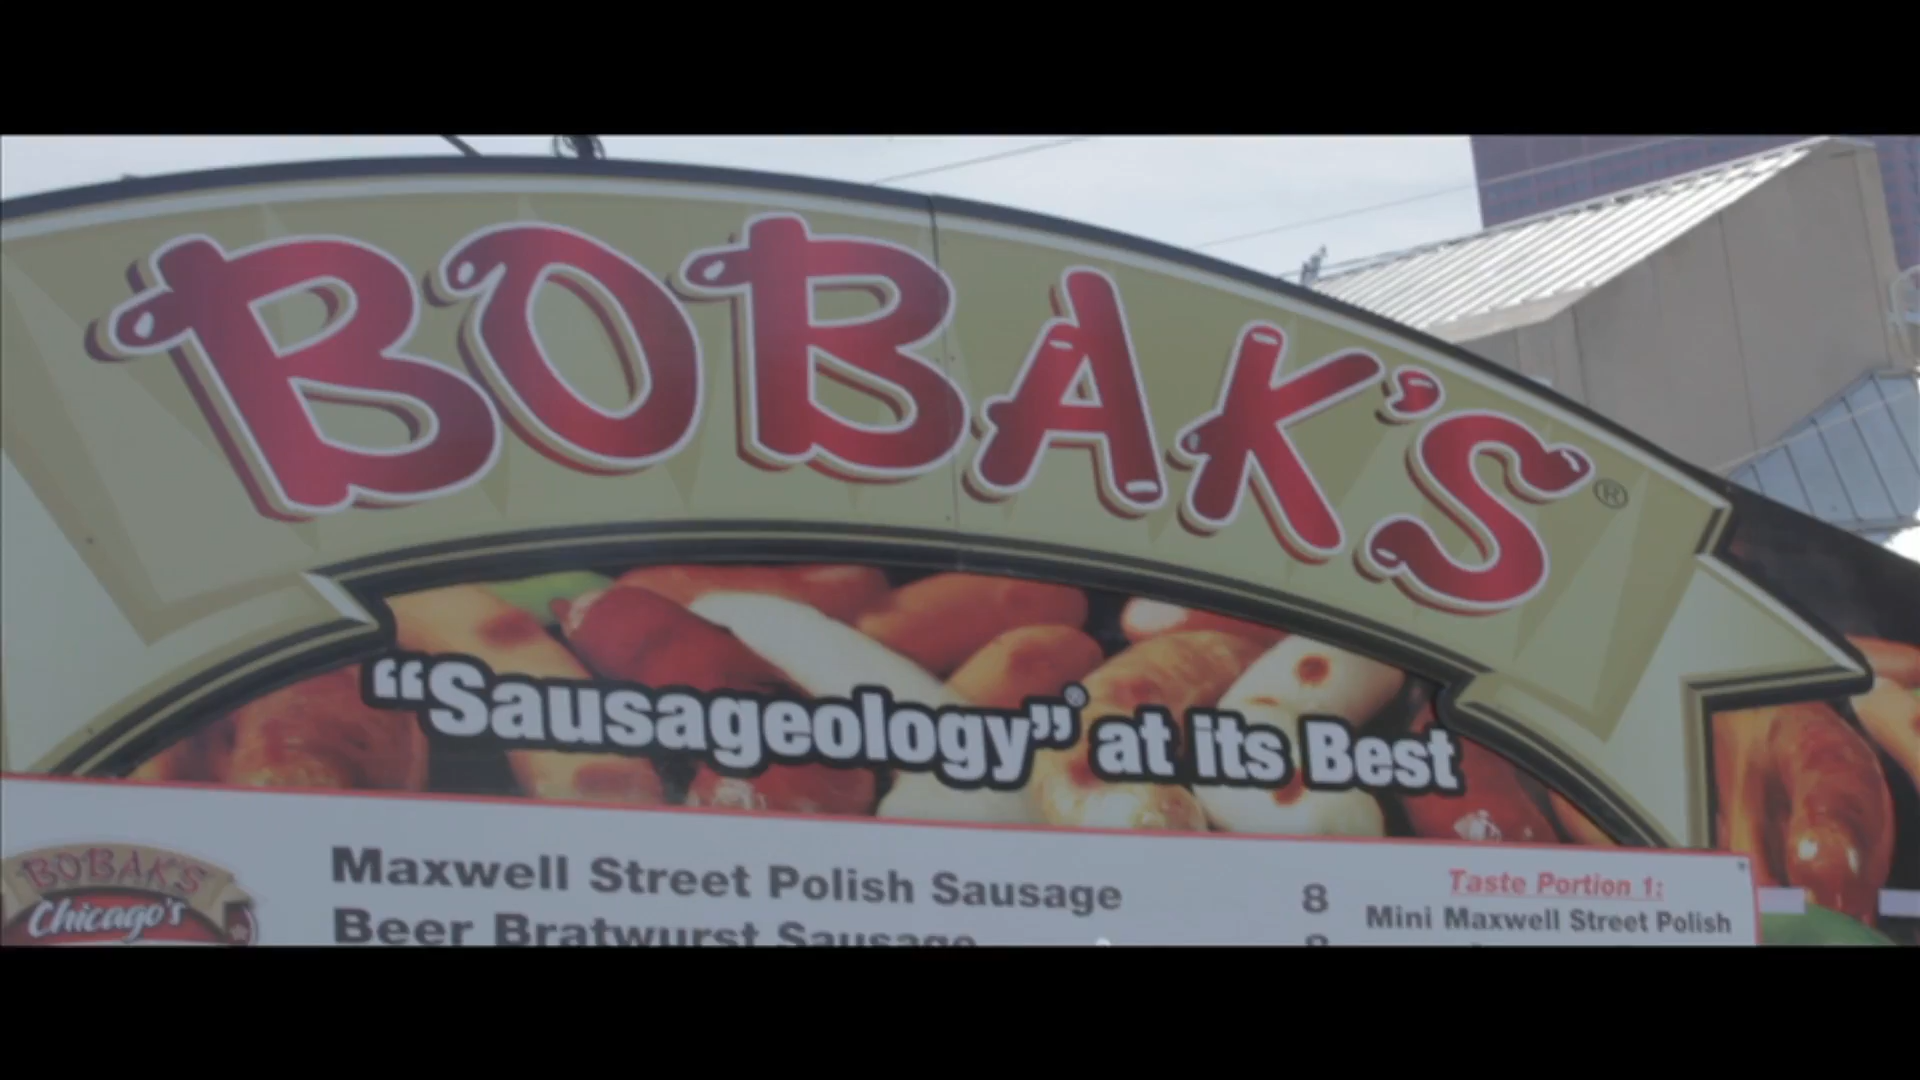 BOBAK'S®
“Sausageology”® at its Best
BOBAK'S
Chicago's
Maxwell Street Polish Sausage 8
Beer Bratwurst Sausage 8
Taste Portion 1:
Mini Maxwell Street Polish